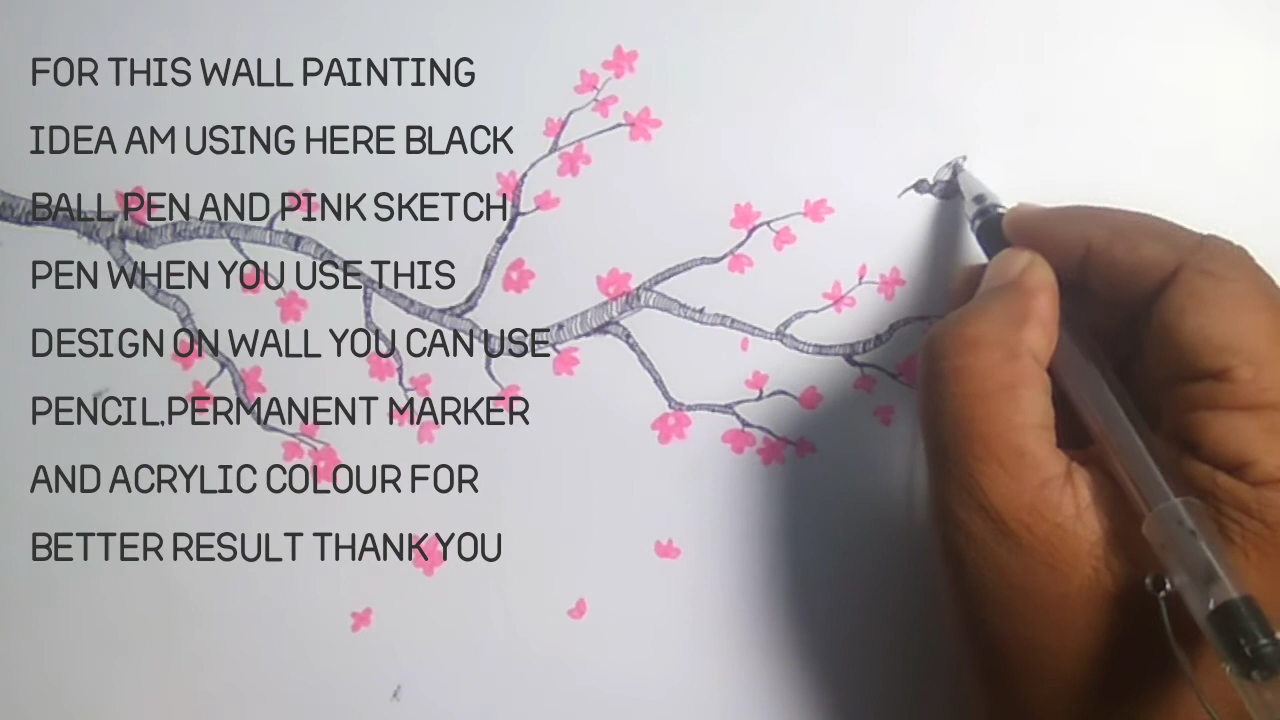 FOR THIS WALL PAINTING
IDEA AM USING HERE BLACK
BALL PEN AND PINK SKETCH
PEN WHEN YOU USE THIS
DESIGN ON WALL YOU CAN USE
PENCIL,PERMANENT MARKER
AND ACRYLIC COLOUR FOR
BETTER RESULT THANK YOU